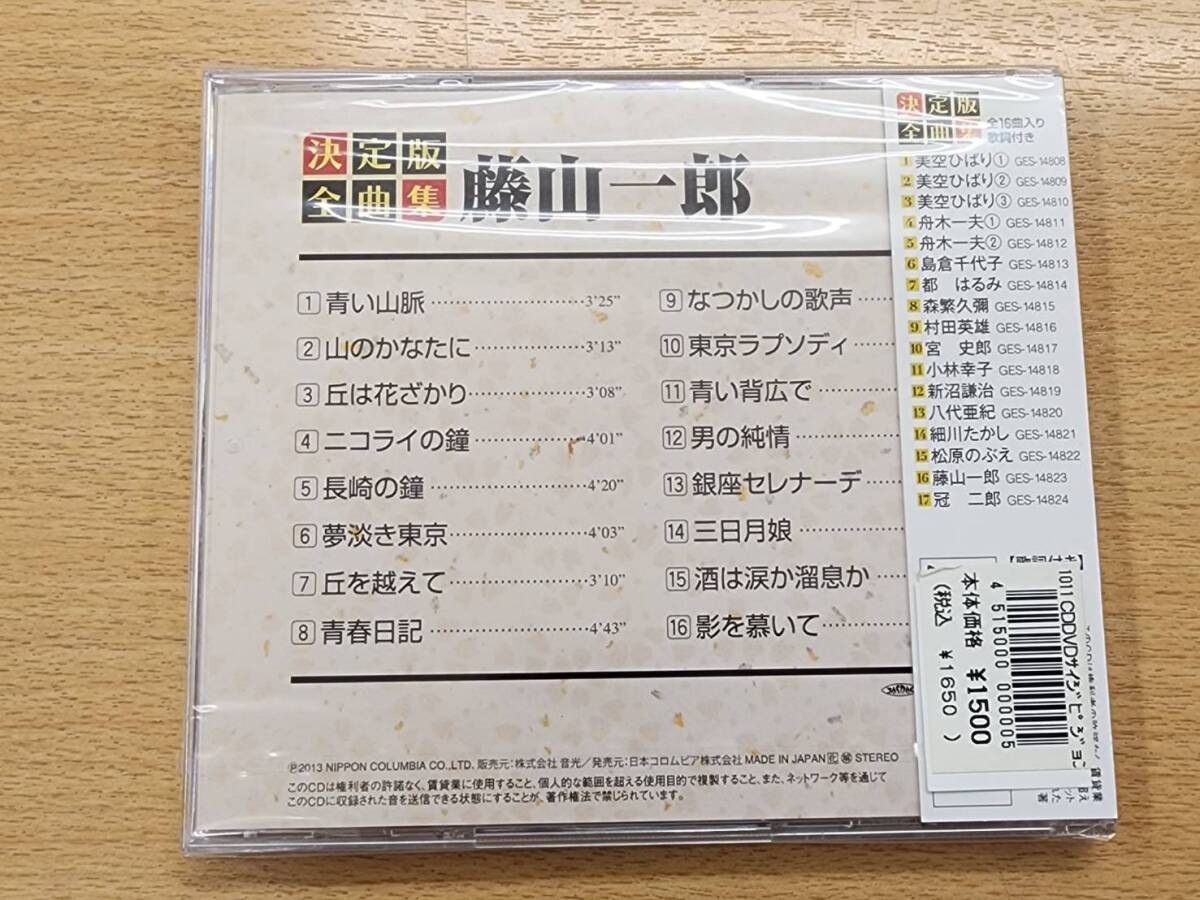 決定版
全曲集
藤山一郎
1 青い山脈 3'25"
2 山のかなたに 3'13"
3 丘は花ざかり 3'08"
4 ニコライの鐘 4'01"
5 長崎の鐘 4'20"
6 夢淡き東京 4'03"
7 丘を越えて 3'10"
8 青春日記 4'43"
9 なつかしの歌声
10 東京ラプソディ
11 青い背広で
12 男の純情
13 銀座セレナーデ
14 三日月娘
15 酒は涙か溜息か
16 影を慕いて
℗2013 NIPPON COLUMBIA CO.,LTD. 販売元:株式会社 音光/発売元:日本コロムビア株式会社 MADE IN JAPAN STEREO
このCDは権利者の許諾なく、賃貸業に使用すること、個人的な範囲を超える使用目的で複製すること、また、ネットワーク等を通じて
このCDに収録された音を送信できる状態にすることが、著作権法で禁じられています。
決定版
全曲集
全16曲入り
歌詞付き
1 美空ひばり① GES-14808
2 美空ひばり② GES-14809
3 美空ひばり③ GES-14810
4 舟木一夫① GES-14811
5 舟木一夫② GES-14812
6 島倉千代子 GES-14813
7 都 はるみ GES-14814
8 森繁久彌 GES-14815
9 村田英雄 GES-14816
10 宮 史郎 GES-14817
11 小林幸子 GES-14818
12 新沼謙治 GES-14819
13 八代亜紀 GES-14820
14 細川たかし GES-14821
15 松原のぶえ GES-14822
16 藤山一郎 GES-14823
17 冠 二郎 GES-14824
1011 CDDVDサイジピジョン
4 515000 000005
本体価格 ¥1500
(税込 ¥1650 )